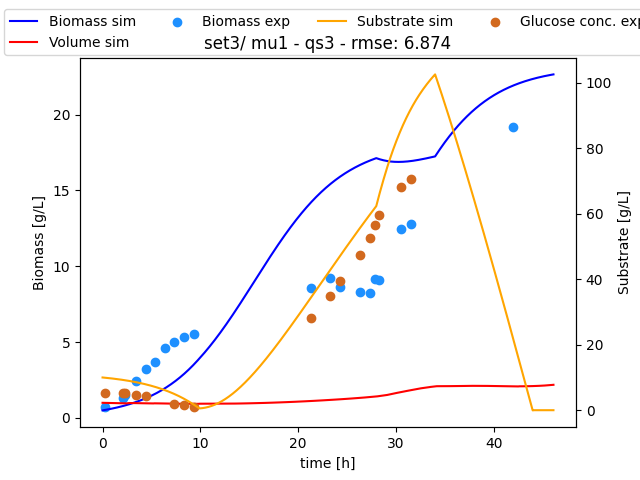 Biomass sim
Biomass exp
Substrate sim
Glucose conc. exp
Volume sim
set3/ mu1 - qs3 - rmse: 6.874
Biomass [g/L]
20
15
10
5
0
0
10
20
30
40
time [h]
100
80
60
40
20
0
Substrate [g/L]